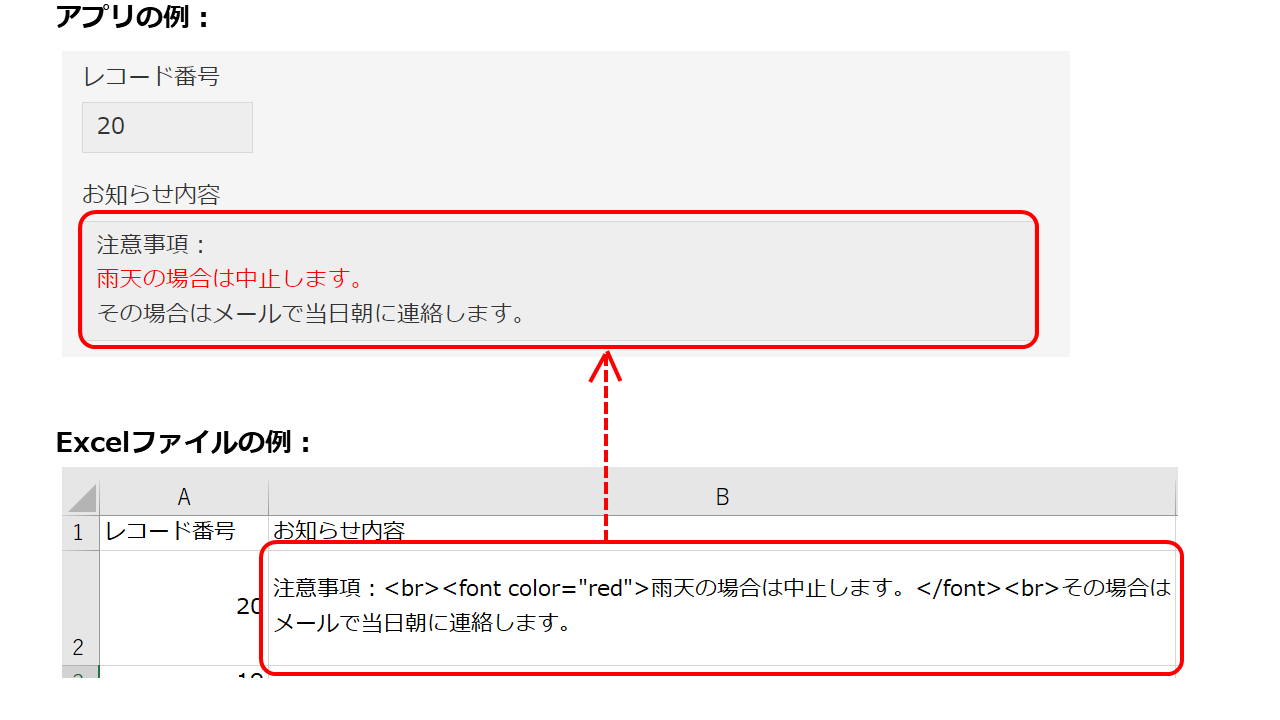 アプリの例：
レコード番号
20
お知らせ内容
注意事項：
雨天の場合は中止します。
その場合はメールで当日朝に連絡します。
Excelファイルの例：
A B
1 レコード番号 お知らせ内容
2 20 注意事項：<br><font color="red">雨天の場合は中止します。</font><br>その場合は
メールで当日朝に連絡します。